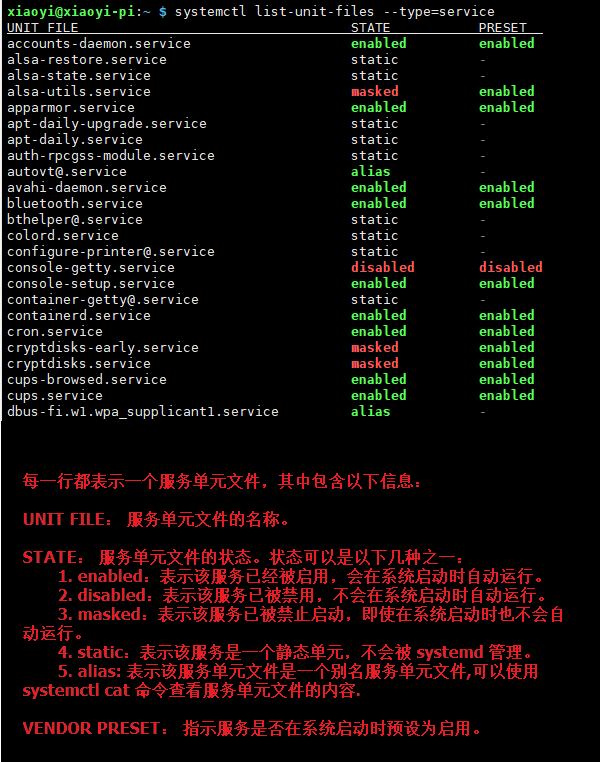 xiaoyi@xiaoyi-pi:~ $ systemctl list-unit-files --type=service
UNIT FILE STATE PRESET
accounts-daemon.service enabled enabled
alsa-restore.service static -
alsa-state.service static -
alsa-utils.service masked enabled
apparmor.service enabled enabled
apt-daily-upgrade.service static -
apt-daily.service static -
auth-rpcgss-module.service static -
autovt@.service alias -
avahi-daemon.service enabled enabled
bluetooth.service enabled enabled
bthelper@.service static -
colord.service static -
configure-printer@.service static -
console-getty.service disabled disabled
console-setup.service enabled enabled
container-getty@.service static -
containerd.service enabled enabled
cron.service enabled enabled
cryptdisks-early.service masked enabled
cryptdisks.service masked enabled
cups-browsed.service enabled enabled
cups.service enabled enabled
dbus-fi.w1.wpa_supplicant1.service alias -
每一行都表示一个服务单元文件，其中包含以下信息：
UNIT FILE： 服务单元文件的名称。
STATE： 服务单元文件的状态。状态可以是以下几种之一：
1. enabled：表示该服务已经被启用，会在系统启动时自动运行。
2. disabled：表示该服务已被禁用，不会在系统启动时自动运行。
3. masked：表示该服务已被禁止启动，即使在系统启动时也不会自
动运行。
4. static：表示该服务是一个静态单元，不会被 systemd 管理。
5. alias: 表示该服务单元文件是一个别名服务单元文件,可以使用
systemctl cat 命令查看服务单元文件的内容.
VENDOR PRESET： 指示服务是否在系统启动时预设为启用。